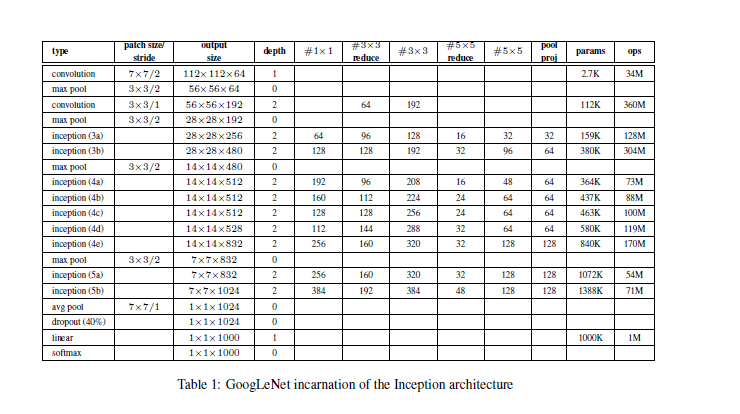 type patch size/ stride output size depth #1×1 #3×3 reduce #3×3 #5×5 reduce #5×5 pool proj params ops
convolution 7×7/2 112×112×64 1 2.7K 34M
max pool 3×3/2 56×56×64 0
convolution 3×3/1 56×56×192 2 64 192 112K 360M
max pool 3×3/2 28×28×192 0
inception (3a) 28×28×256 2 64 96 128 16 32 32 159K 128M
inception (3b) 28×28×480 2 128 128 192 32 96 64 380K 304M
max pool 3×3/2 14×14×480 0
inception (4a) 14×14×512 2 192 96 208 16 48 64 364K 73M
inception (4b) 14×14×512 2 160 112 224 24 64 64 437K 88M
inception (4c) 14×14×512 2 128 128 256 24 64 64 463K 100M
inception (4d) 14×14×528 2 112 144 288 32 64 64 580K 119M
inception (4e) 14×14×832 2 256 160 320 32 128 128 840K 170M
max pool 3×3/2 7×7×832 0
inception (5a) 7×7×832 2 256 160 320 32 128 128 1072K 54M
inception (5b) 7×7×1024 2 384 192 384 48 128 128 1388K 71M
avg pool 7×7/1 1×1×1024 0
dropout (40%) 1×1×1024 0
linear 1×1×1000 1 1000K 1M
softmax 1×1×1000 0
Table 1: GoogLeNet incarnation of the Inception architecture